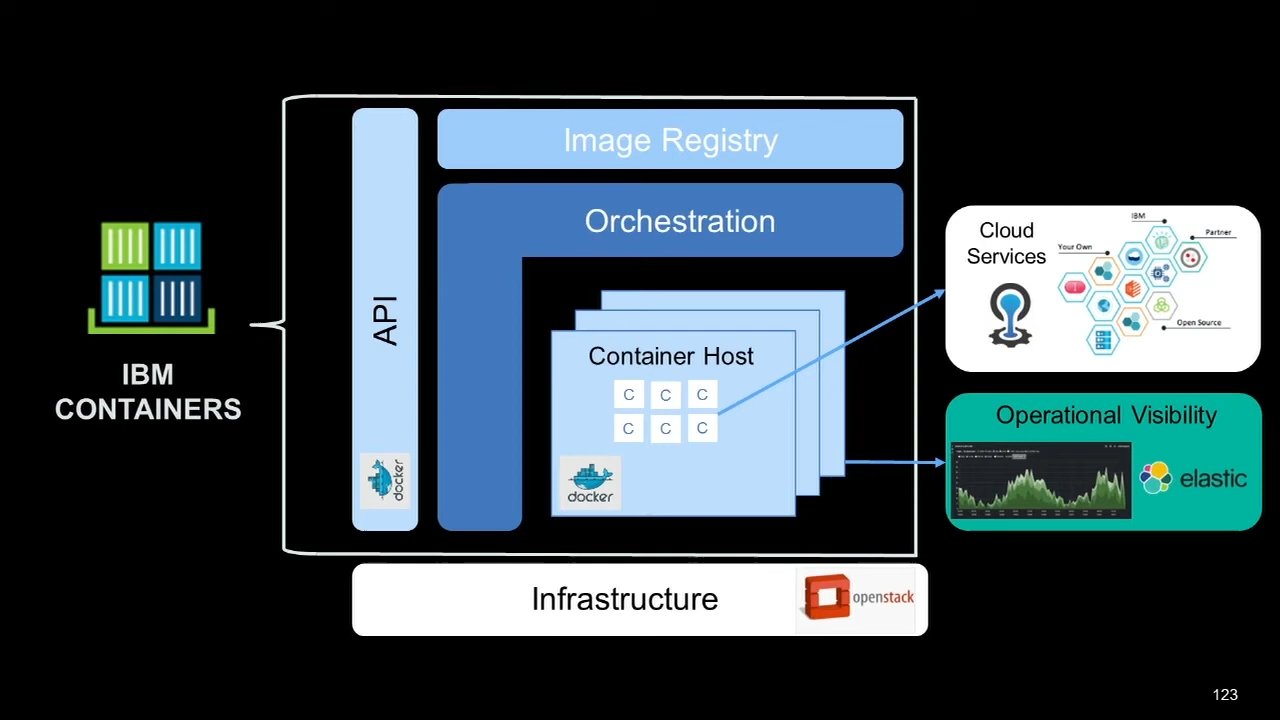 IBM
CONTAINERS
API
docker
Image Registry
Orchestration
Container Host
C C C
C C C
docker
Infrastructure
openstack
Cloud
Services
IBM
Partner
Your Own
Open Source
Operational Visibility
elastic
123